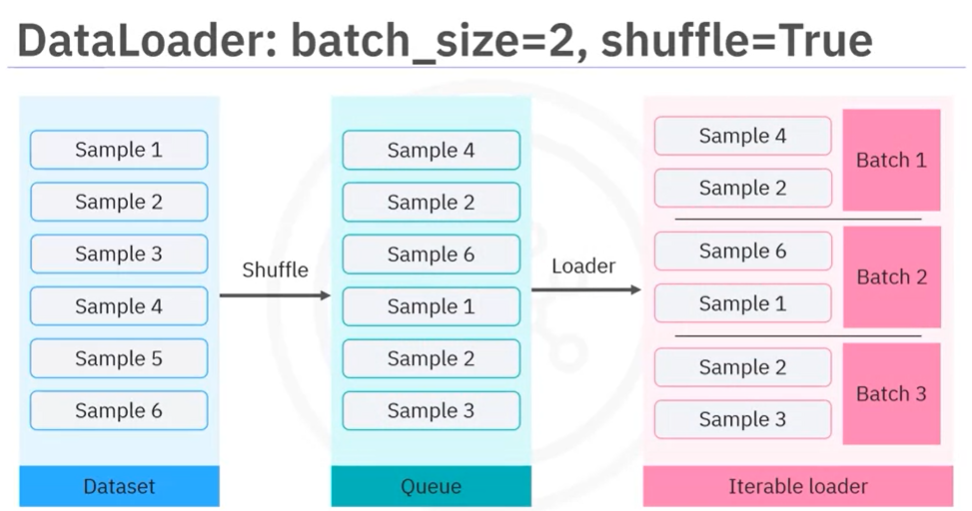 DataLoader: batch_size=2, shuffle=True
Sample 1
Sample 2
Sample 3
Sample 4
Sample 5
Sample 6
Dataset
Shuffle
Sample 4
Sample 2
Sample 6
Sample 1
Sample 2
Sample 3
Queue
Loader
Sample 4
Sample 2
Batch 1
Sample 6
Sample 1
Batch 2
Sample 2
Sample 3
Batch 3
Iterable loader